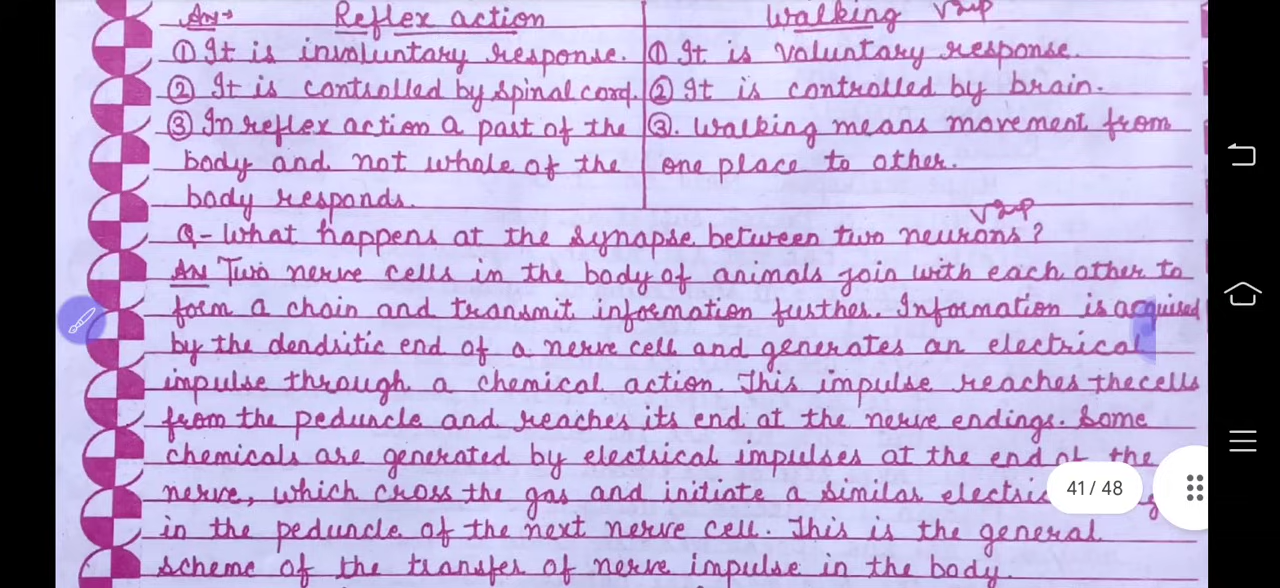 Ans→ Reflex action | Walking VImp
① It is involuntary response. | ① It is voluntary response.
② It is controlled by spinal cord. | ② It is controlled by brain.
③ In reflex action a part of the | ③. Walking means movement from
body and not whole of the | one place to other.
body responds.
VImp
Q- What happens at the synapse between two neurons?
AN Two nerve cells in the body of animals join with each other to
form a chain and transmit information further. Information is acquired
by the dendritic end of a nerve cell and generates an electrical
impulse through a chemical action. This impulse reaches the cells
from the peduncle and reaches its end at the nerve endings. Some
chemicals are generated by electrical impulses at the end of the
nerve, which cross the gas and initiate a similar
in the peduncle of the next nerve cell. This is the general
scheme of the transfer of nerve impulse in the body.
41 / 48